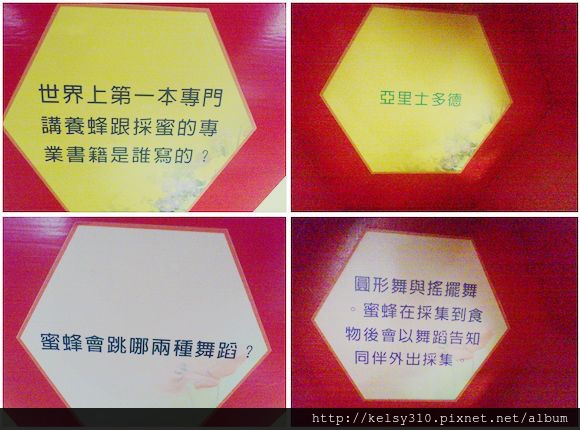 世界上第一本專門
講養蜂跟採蜜的專
業書籍是誰寫的？
亞里士多德
蜜蜂會跳哪兩種舞蹈？
圓形舞與搖擺舞
。蜜蜂在採集到食
物後會以舞蹈告知
同伴外出採集。
http://kelsy310.pixnet.net/album